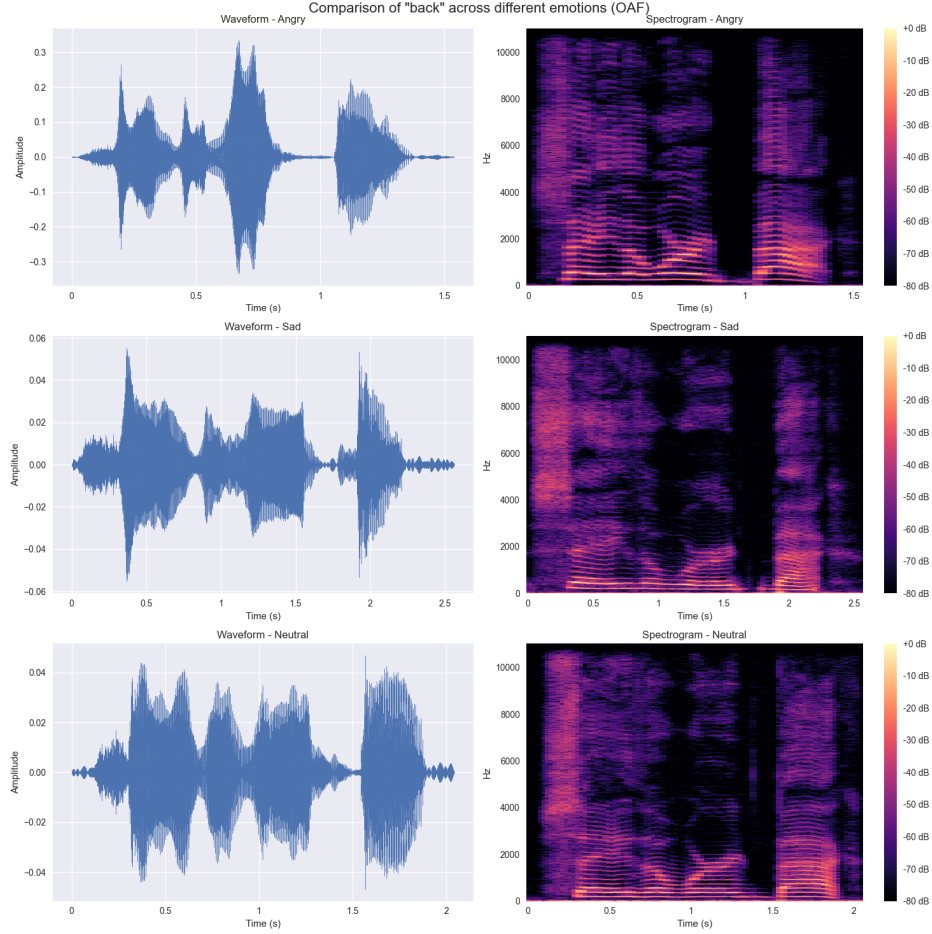 Comparison of "back" across different emotions (OAF)
Waveform - Angry
Amplitude
0.3
0.2
0.1
0.0
−0.1
−0.2
−0.3
0
0.5
1
1.5
Time (s)
Spectrogram - Angry
Hz
10000
8000
6000
4000
2000
0
0
0.5
1
1.5
Time (s)
+0 dB
-10 dB
-20 dB
-30 dB
-40 dB
-50 dB
-60 dB
-70 dB
-80 dB
Waveform - Sad
Amplitude
0.06
0.04
0.02
0.00
−0.02
−0.04
−0.06
0
0.5
1
1.5
2
2.5
Time (s)
Spectrogram - Sad
Hz
10000
8000
6000
4000
2000
0
0
0.5
1
1.5
2
2.5
Time (s)
+0 dB
-10 dB
-20 dB
-30 dB
-40 dB
-50 dB
-60 dB
-70 dB
-80 dB
Waveform - Neutral
Amplitude
0.04
0.02
0.00
−0.02
−0.04
0
0.5
1
1.5
2
Time (s)
Spectrogram - Neutral
Hz
10000
8000
6000
4000
2000
0
0
0.5
1
1.5
2
Time (s)
+0 dB
-10 dB
-20 dB
-30 dB
-40 dB
-50 dB
-60 dB
-70 dB
-80 dB